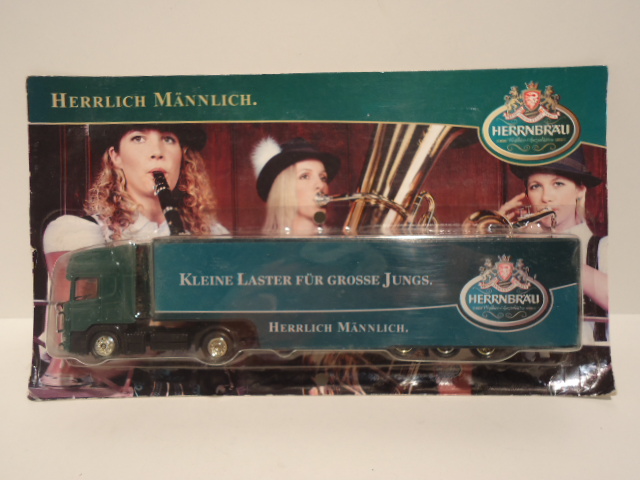 HERRLICH MÄNNLICH.
HERRNBRÄU
KLEINE LASTER FÜR GROSSE JUNGS.
HERRNBRÄU
HERRLICH MÄNNLICH.